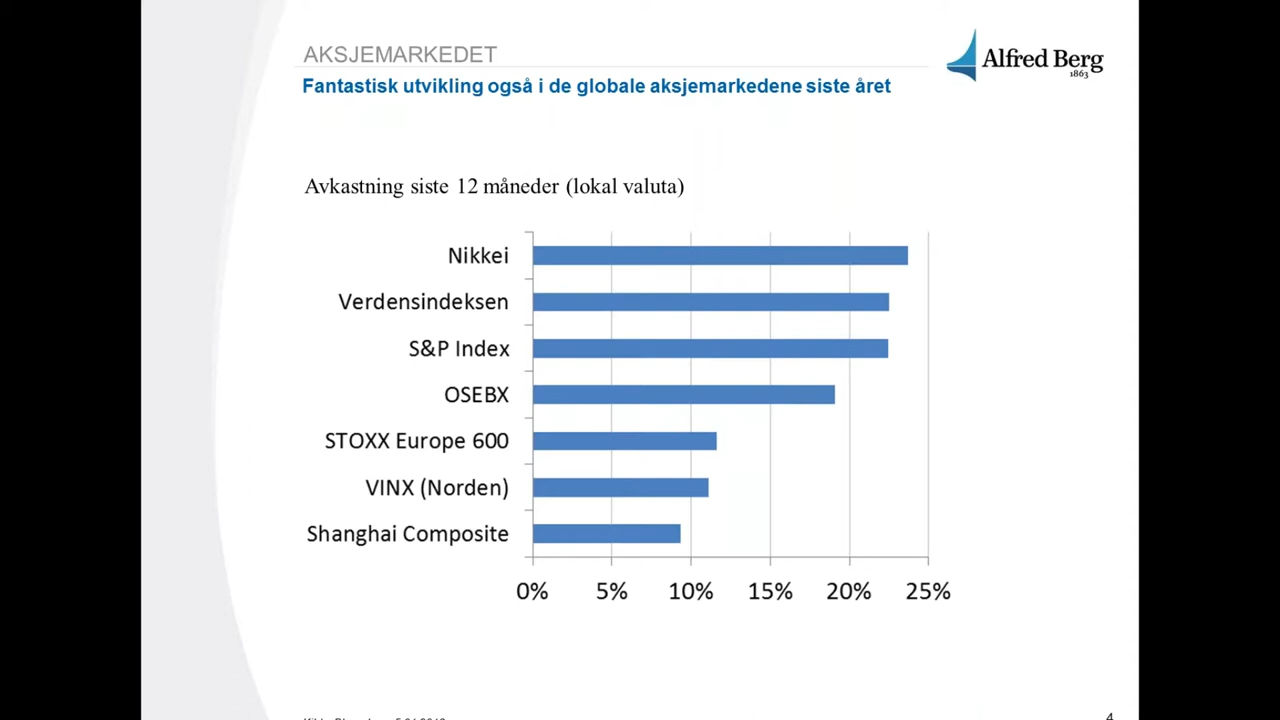 AKSJEMARKEDET
Alfred Berg
1863
Fantastisk utvikling også i de globale aksjemarkedene siste året
Avkastning siste 12 måneder (lokal valuta)
Nikkei
Verdensindeksen
S&P Index
OSEBX
STOXX Europe 600
VINX (Norden)
Shanghai Composite
0% 5% 10% 15% 20% 25%
4